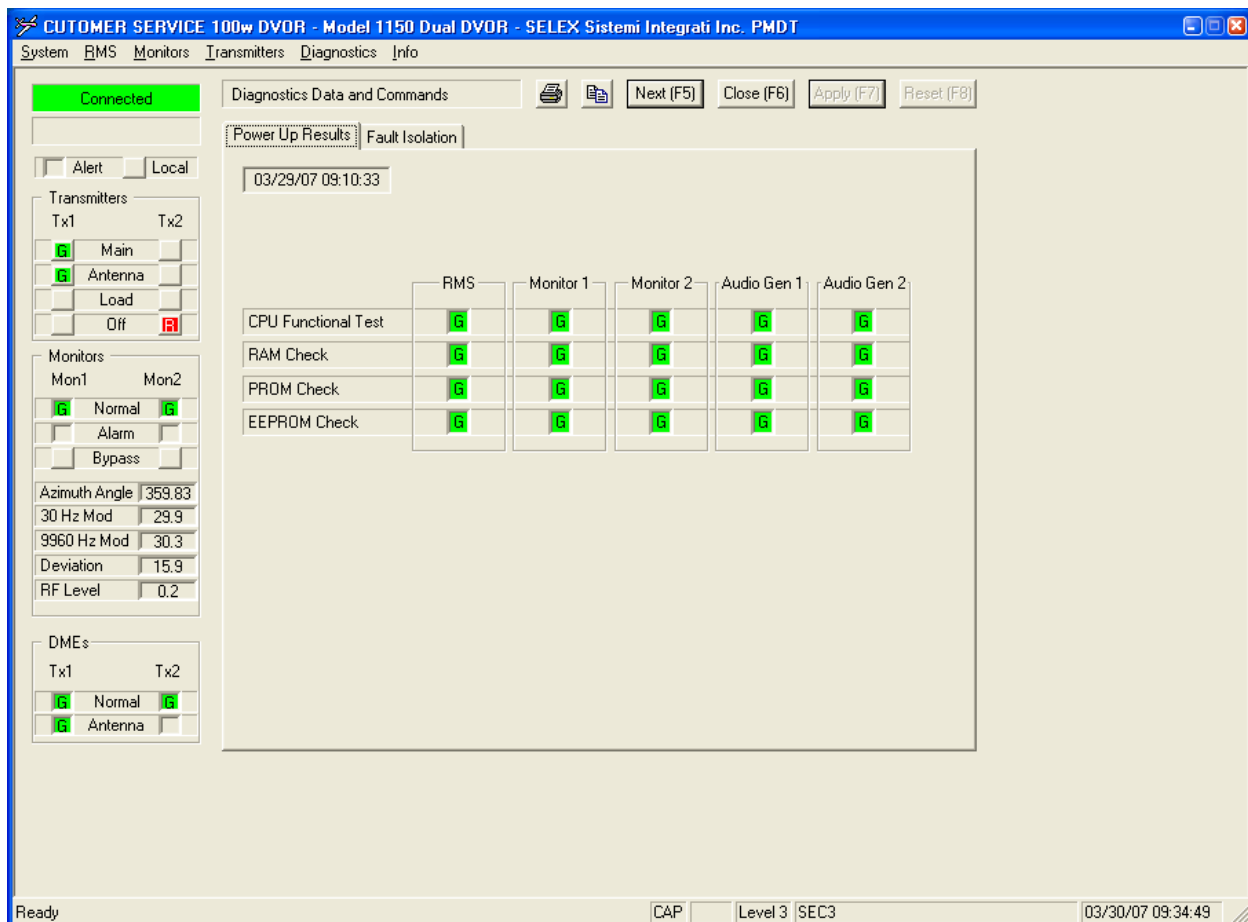 CUTOMER SERVICE 100w DVOR - Model 1150 Dual DVOR - SELEX Sistemi Integrati Inc. PMDT
System RMS Monitors Transmitters Diagnostics Info
Connected
Diagnostics Data and Commands
Next (F5)
Close (F6)
Apply (F7)
Reset (F8)
Alert Local
Transmitters
Tx1 Tx2
G Main
G Antenna
Load
Off R
Monitors
Mon1 Mon2
G Normal G
Alarm
Bypass
Azimuth Angle 359.83
30 Hz Mod 29.9
9960 Hz Mod 30.3
Deviation 15.9
RF Level 0.2
DMEs
Tx1 Tx2
G Normal G
G Antenna
Power Up Results Fault Isolation
03/29/07 09:10:33
RMS Monitor 1 Monitor 2 Audio Gen 1 Audio Gen 2
CPU Functional Test G G G G G
RAM Check G G G G G
PROM Check G G G G G
EEPROM Check G G G G G
Ready CAP Level 3 SEC3 03/30/07 09:34:49